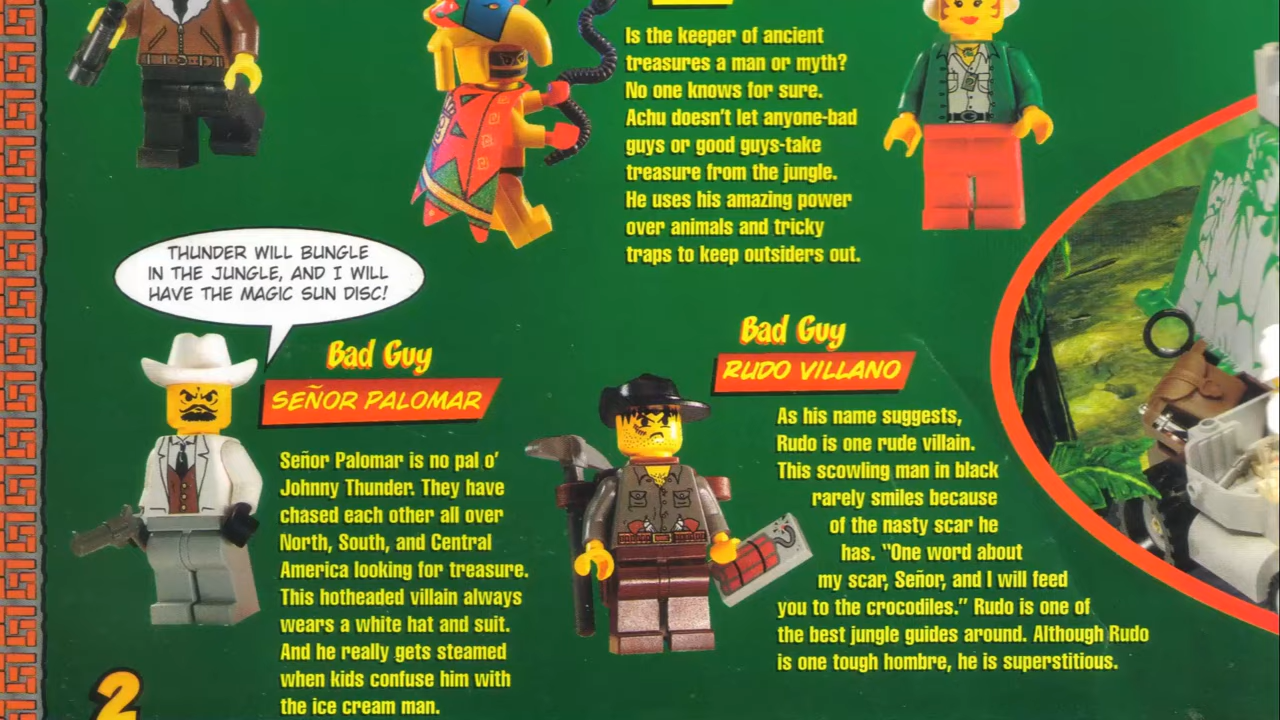 Is the keeper of ancient
treasures a man or myth?
No one knows for sure.
Achu doesn't let anyone-bad
guys or good guys-take
treasure from the jungle.
He uses his amazing power
over animals and tricky
traps to keep outsiders out.
THUNDER WILL BUNGLE
IN THE JUNGLE, AND I WILL
HAVE THE MAGIC SUN DISC!
Bad Guy
SEÑOR PALOMAR
Señor Palomar is no pal o'
Johnny Thunder. They have
chased each other all over
North, South, and Central
America looking for treasure.
This hotheaded villain always
wears a white hat and suit.
And he really gets steamed
when kids confuse him with
the ice cream man.
Bad Guy
RUDO VILLANO
As his name suggests,
Rudo is one rude villain.
This scowling man in black
rarely smiles because
of the nasty scar he
has. "One word about
my scar, Señor, and I will feed
you to the crocodiles." Rudo is one of
the best jungle guides around. Although Rudo
is one tough hombre, he is superstitious.
2